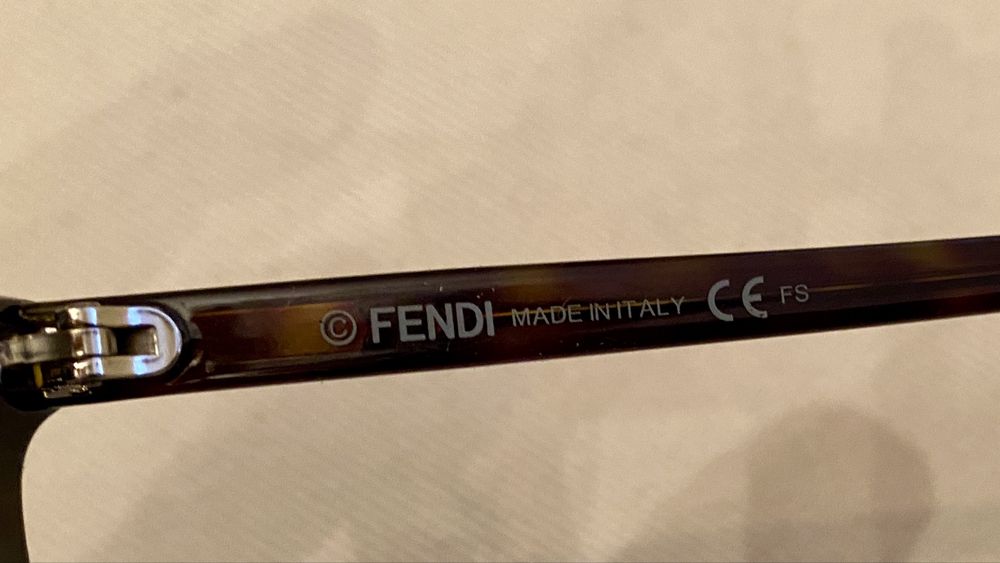 © FENDI MADE IN ITALY CE FS